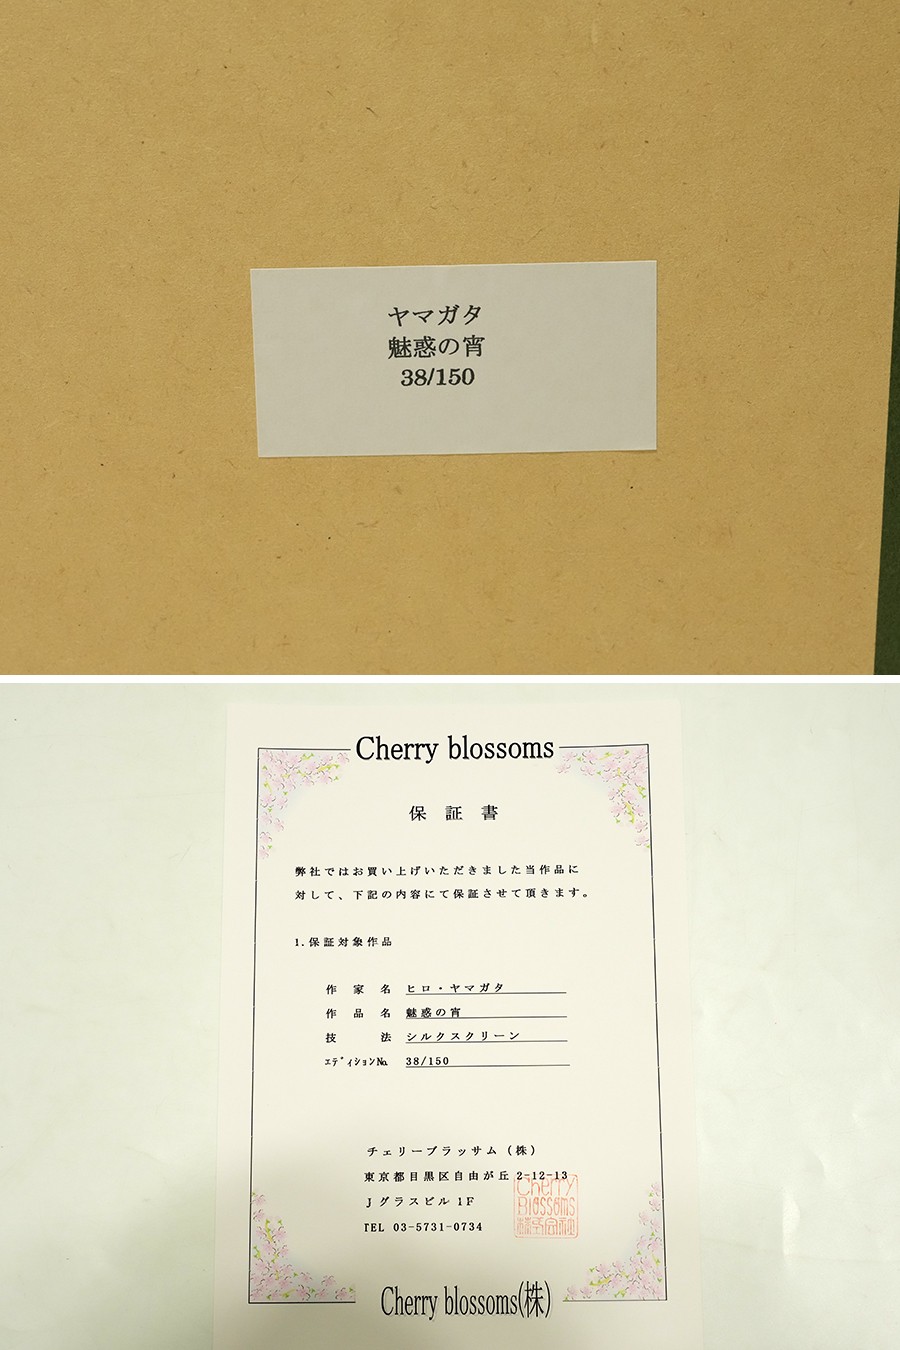 ヤマガタ
魅惑の宵
38/150
Cherry blossoms
保 証 書
弊社ではお買い上げいただきました当作品に
対して、下記の内容にて保証させて頂きます。
1.保証対象作品
作 家 名 ヒロ・ヤマガタ
作 品 名 魅惑の宵
技 法 シルクスクリーン
ｴﾃﾞｨｼｮﾝ№ 38/150
チェリーブラッサム（株）
東京都目黒区自由が丘 2-12-13
Ｊグラスビル 1F
TEL 03-5731-0734
Cherry
Blossoms
株式会社
Cherry blossoms(株)